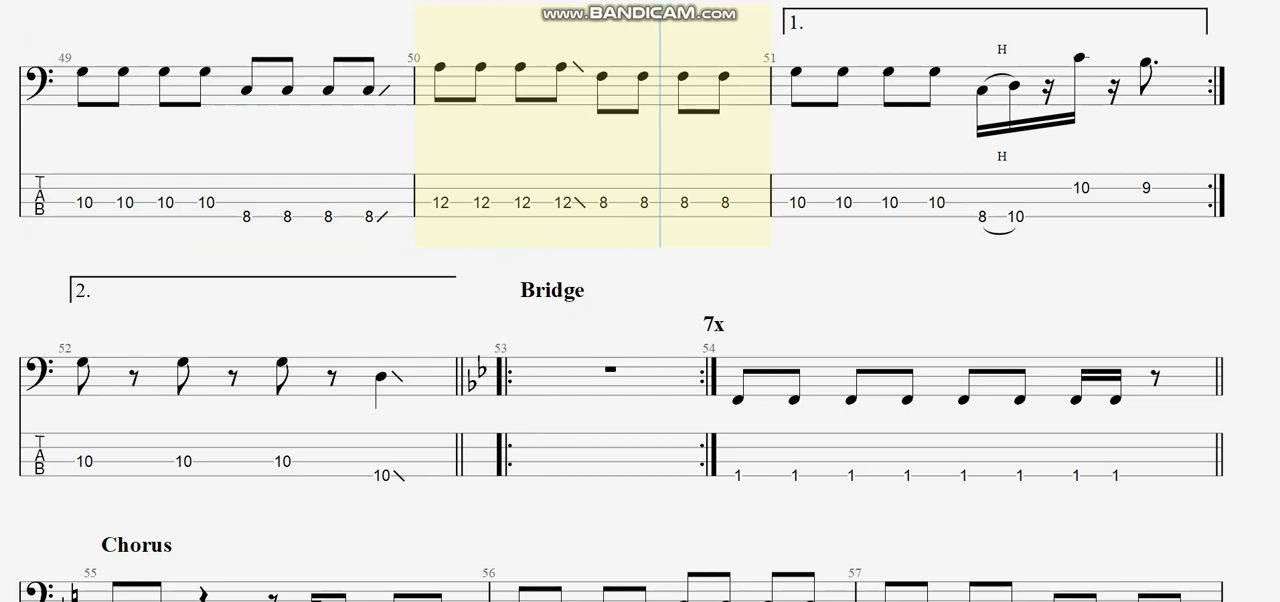 www.BANDICAM.com
1.
49 50 51
H
H
T
A
B
10 10 10 10 8 8 8 8 12 12 12 12 8 8 8 8 10 10 10 10 8 10 10 9
2. Bridge
7x
52 53 54
T
A
B
10 10 10 10 1 1 1 1 1 1 1 1
Chorus
55 56 57